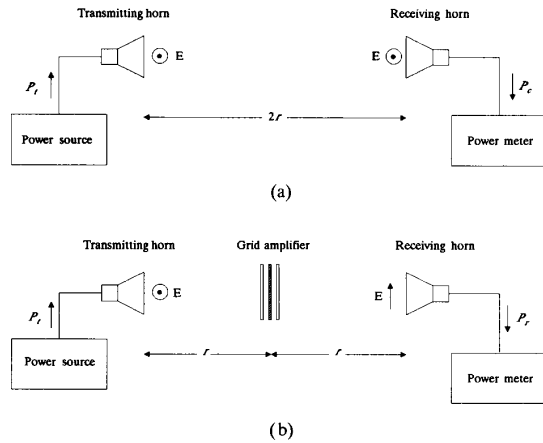 Transmitting horn
Receiving horn
E
E
P_t
P_c
2r
Power source
Power meter
(a)
Transmitting horn
Grid amplifier
Receiving horn
E
E
P_t
P_r
r
r
Power source
Power meter
(b)